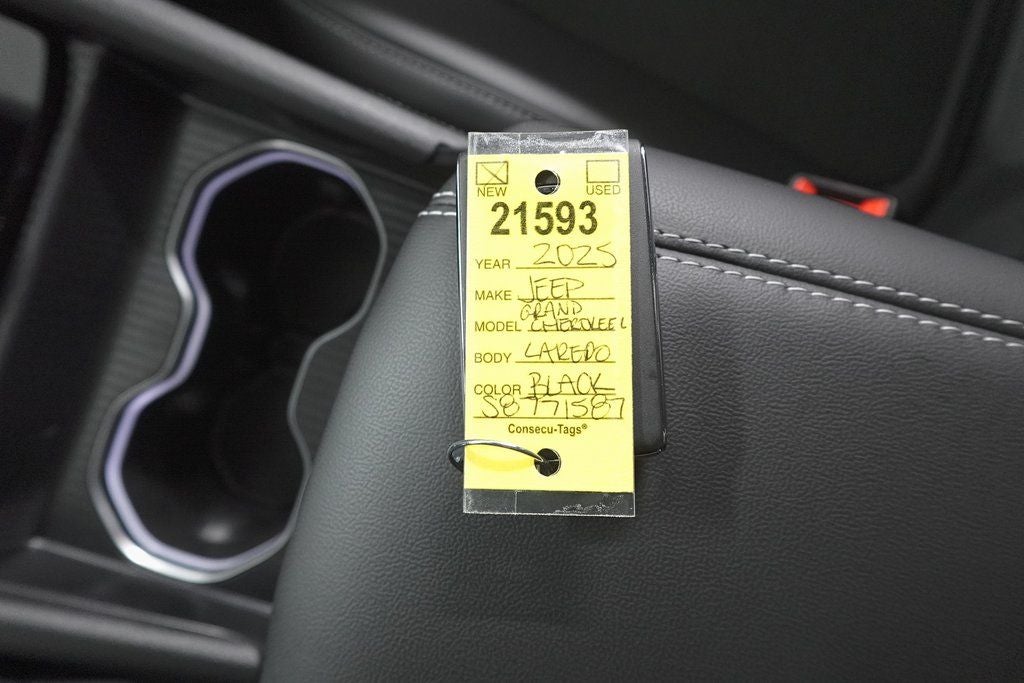 NEW USED
21593
YEAR 2025
MAKE JEEP
GRAND
MODEL CHEROKEE L
BODY LAREDO
COLOR BLACK
S8771587
Consecu-Tags®